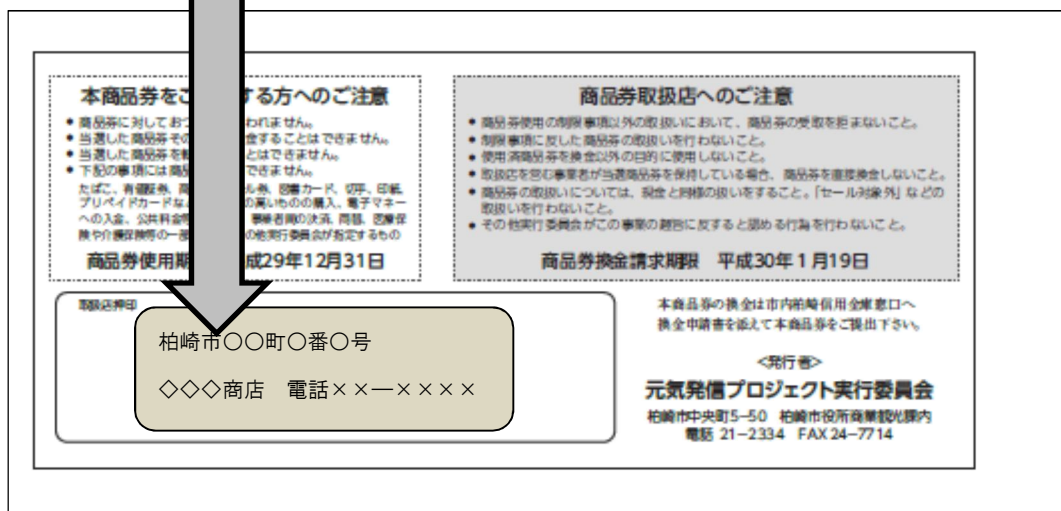 本商品券をご する方へのご注意
● 商品券に対しておつ われません。
● 当選した商品券その 金することはできません。
● 当選した商品券を転 とはできません。
● 下記の事項には商品 できません。
たばこ、有価証券、商 ル券、図書カード、切手、印紙、
プリペイドカードな の高いものの購入、電子マネー
への入金、公共料金等 事業者間の決済、両替、医療保
険や介護保険等の一部 の他実行委員会が指定するもの
商品券使用期 成29年12月31日
商品券取扱店へのご注意
● 商品券使用の制限事項以外の取扱いにおいて、商品券の受取を拒まないこと。
● 制限事項に反した商品券の取扱いを行わないこと。
● 使用済商品券を換金以外の目的に使用しないこと。
● 取扱店を営む事業者が当選商品券を保持している場合、商品券を直接換金しないこと。
● 商品券の取扱いについては、現金と同様の扱いをすること。「セール対象外」などの
取扱いを行わないこと。
● その他実行委員会がこの事業の趣旨に反すると認める行為を行わないこと。
商品券換金請求期限 平成30年1月19日
取扱店押印
柏崎市〇〇町〇番〇号
◇◇◇商店 電話××―××××
本商品券の換金は市内柏崎信用金庫窓口へ
換金申請書を添えて本商品券をご提出下さい。
<発行者>
元気発信プロジェクト実行委員会
柏崎市中央町5−50 柏崎市役所商業観光課内
電話 21−2334 FAX 24−7714